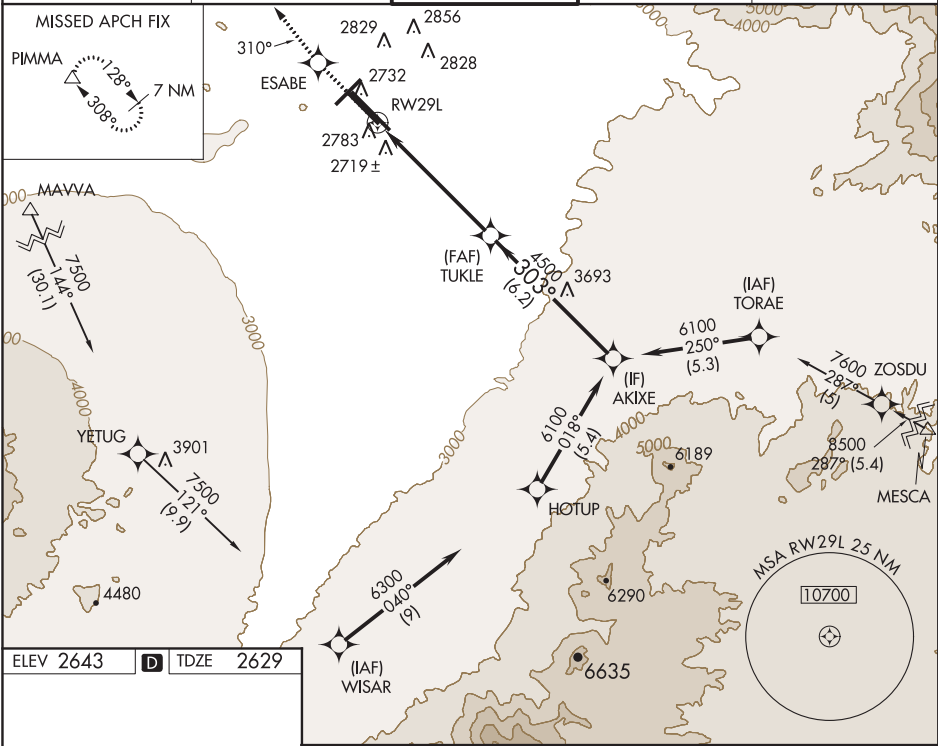 MISSED APCH FIX
PIMMA
128°
308°
7 NM
310°
ESABE
2829
2856
2828
2732
RW29L
2783
2719 ±
5000
4000
MAVVA
7500
144°
(30.1)
3000
4000
(FAF)
TUKLE
4500
303°
(6.2)
3693
(IAF)
TORAE
6100
250°
(5.3)
(IF)
AKIXE
7600
287°
(5)
ZOSDU
8500
287° (5.4)
MESCA
6100
018°
(5.4)
HOTUP
4000
5000
3000
6189
YETUG
3901
7500
121°
(9.9)
4480
6300
040°
(9)
(IAF)
WISAR
6290
6635
MSA RW29L 25 NM
10700
ELEV 2643 D TDZE 2629